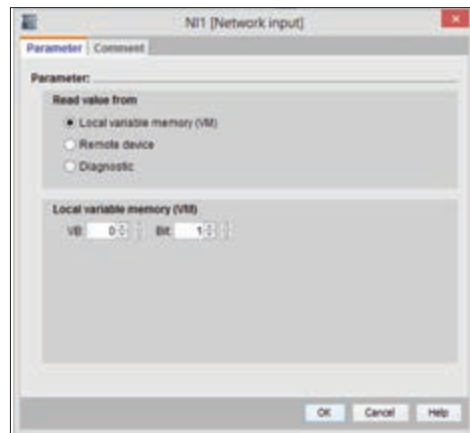 NI1 [Network input]
Parameter Comment
Parameter:
Read value from
Local variable memory (VM)
Remote device
Diagnostic
Local variable memory (VM)
VB: 0 Bit: 1
OK Cancel Help